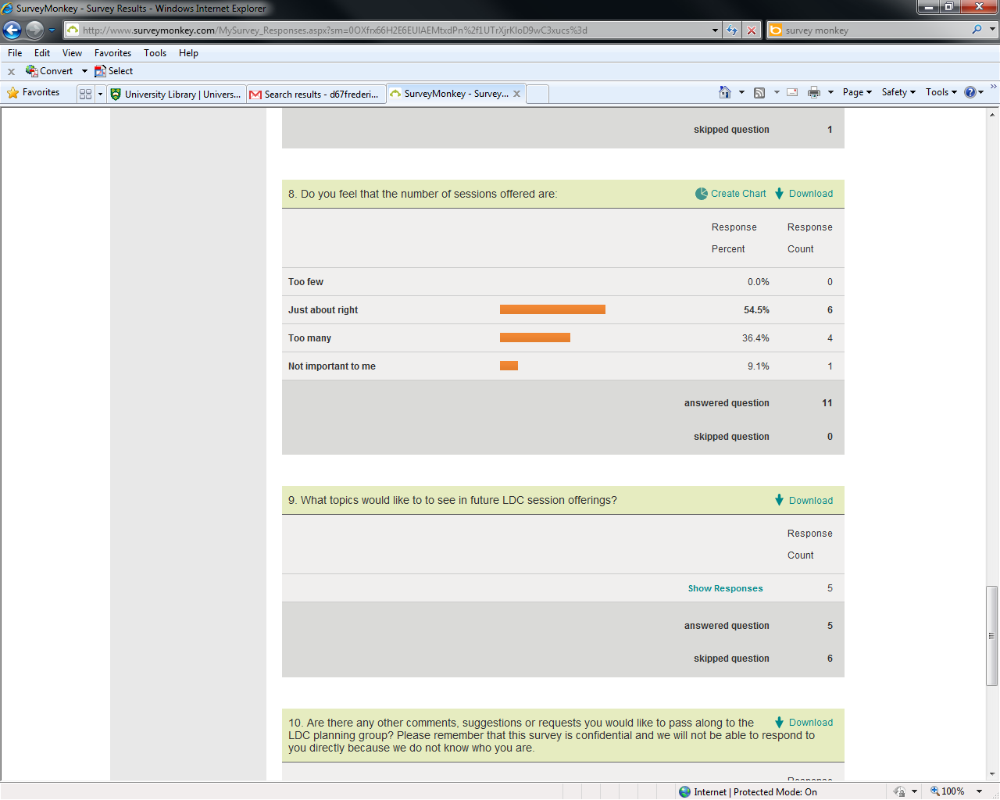 SurveyMonkey - Survey Results - Windows Internet Explorer
http://www.surveymonkey.com/MySurvey_Responses.aspx?sm=0OXfrx66H2E6EUIAEMtxdPn%2f1UTrXjrKIoD9wC3xucs%3d
survey monkey
File Edit View Favorites Tools Help
x Convert Select
Favorites
University Library | Univers...
Search results - d67frederi...
SurveyMonkey - Survey...
Page Safety Tools
skipped question 1
8. Do you feel that the number of sessions offered are: Create Chart Download
Response Response
Percent Count
Too few 0.0% 0
Just about right 54.5% 6
Too many 36.4% 4
Not important to me 9.1% 1
answered question 11
skipped question 0
9. What topics would like to to see in future LDC session offerings? Download
Response
Count
Show Responses 5
answered question 5
skipped question 6
10. Are there any other comments, suggestions or requests you would like to pass along to the Download
LDC planning group? Please remember that this survey is confidential and we will not be able to respond to
you directly because we do not know who you are.
Response
Internet | Protected Mode: On
100%